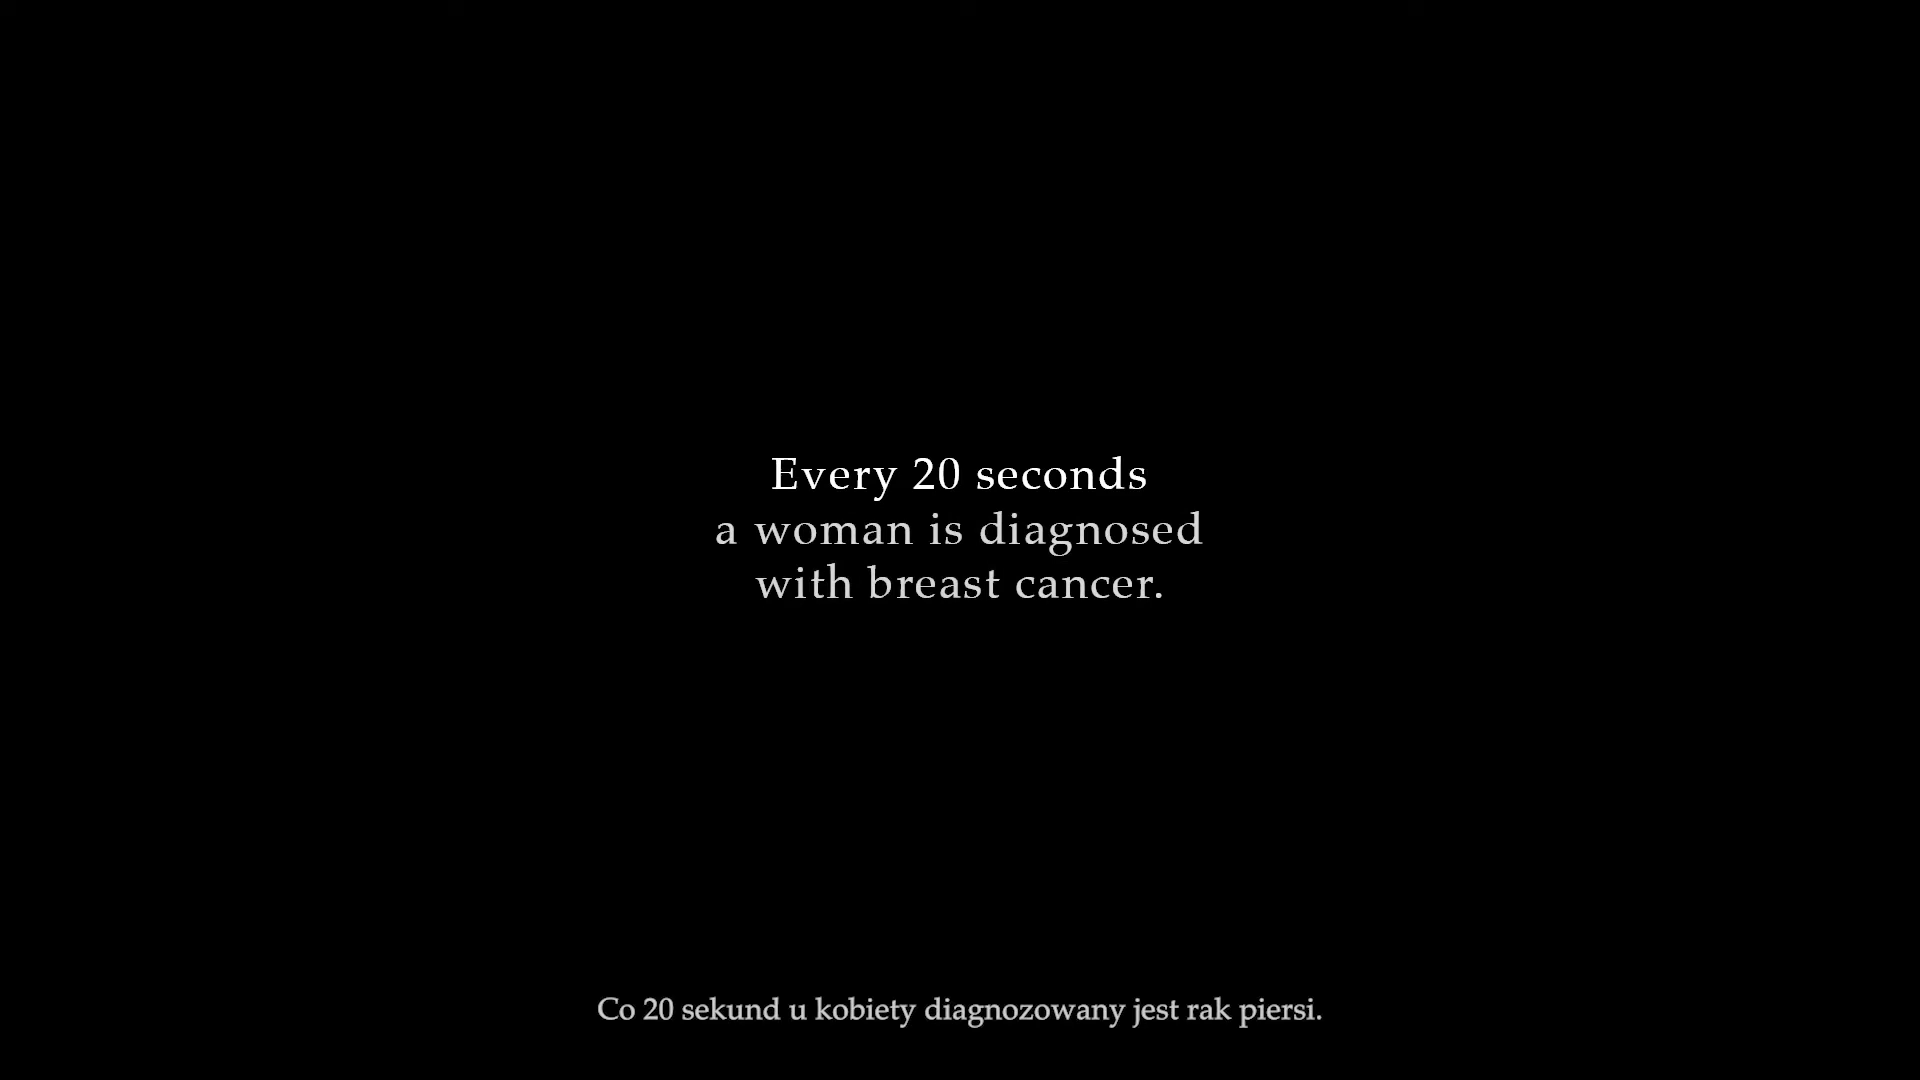 Every 20 seconds
a woman is diagnosed
with breast cancer.
Co 20 sekund u kobiety diagnozowany jest rak piersi.